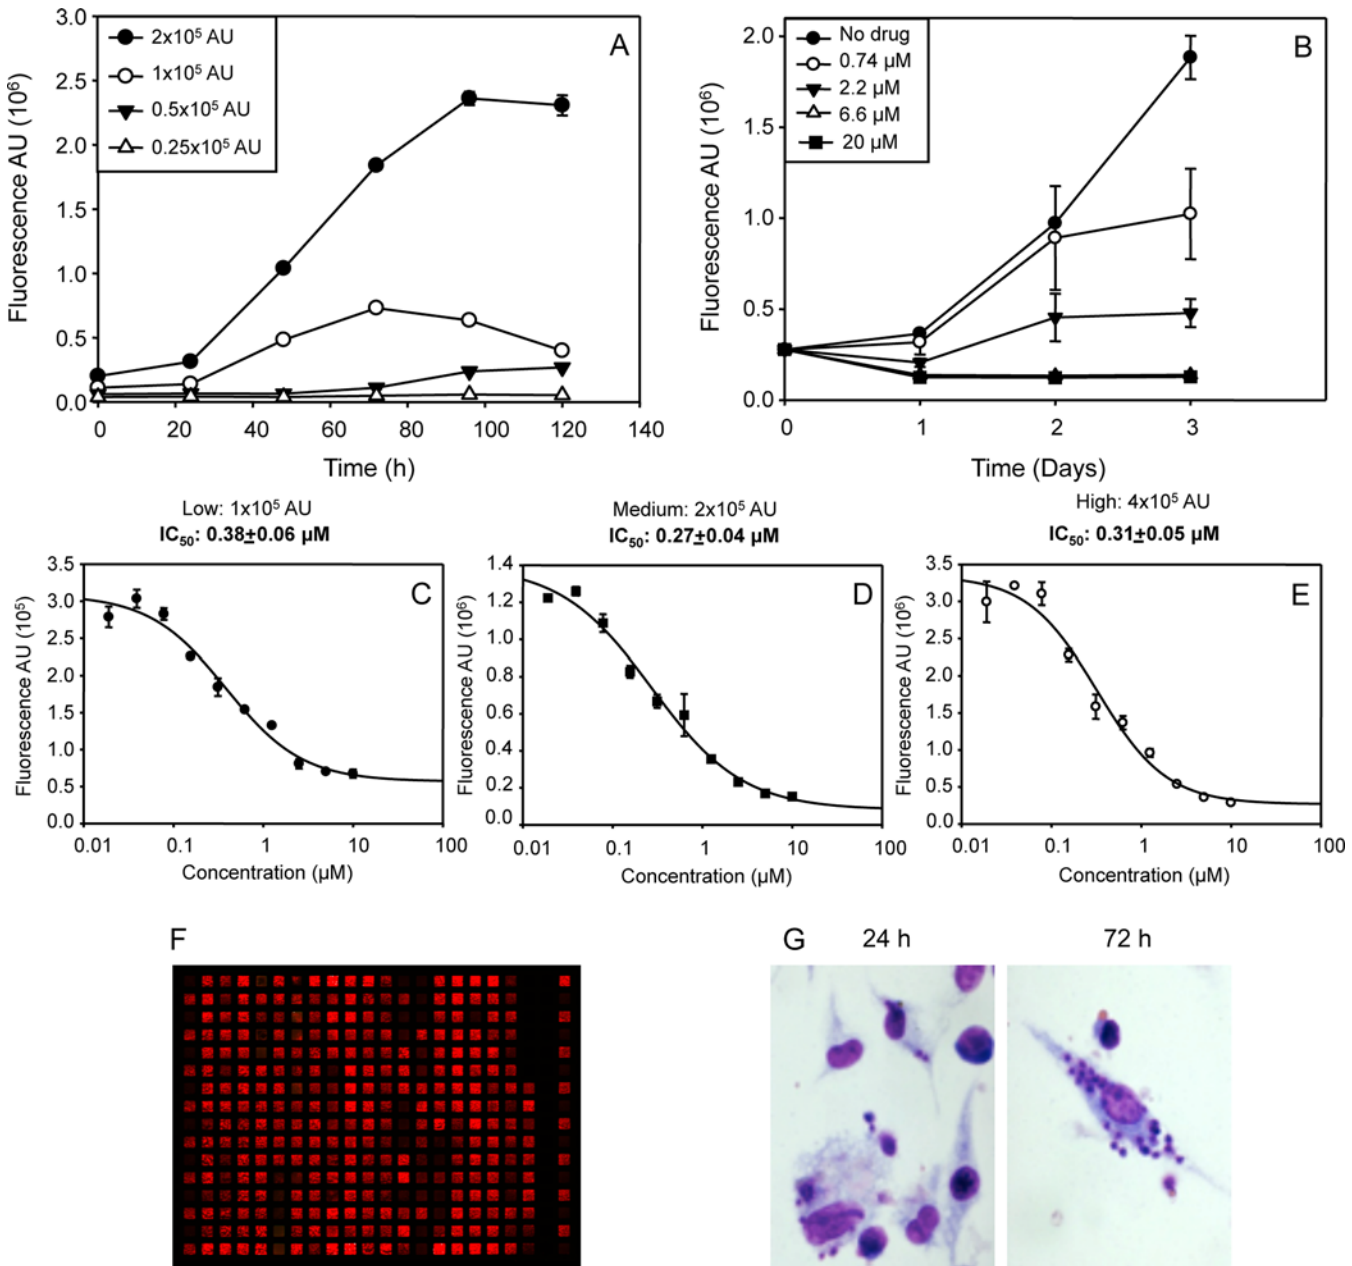 A
2x10⁵ AU
1x10⁵ AU
0.5x10⁵ AU
0.25x10⁵ AU
Fluorescence AU (10⁶)
3.0
2.5
2.0
1.5
1.0
0.5
0.0
0 20 40 60 80 100 120 140
Time (h)
B
No drug
0.74 µM
2.2 µM
6.6 µM
20 µM
Fluorescence AU (10⁶)
2.0
1.5
1.0
0.5
0.0
0 1 2 3
Time (Days)
Low: 1x10⁵ AU
IC₅₀: 0.38±0.06 µM
C
Fluorescence AU (10⁵)
3.5
3.0
2.5
2.0
1.5
1.0
0.5
0.0
0.01 0.1 1 10 100
Concentration (µM)
Medium: 2x10⁵ AU
IC₅₀: 0.27±0.04 µM
D
Fluorescence AU (10⁶)
1.4
1.2
1.0
0.8
0.6
0.4
0.2
0.0
0.01 0.1 1 10 100
Concentration (µM)
High: 4x10⁵ AU
IC₅₀: 0.31±0.05 µM
E
Fluorescence AU (10⁶)
3.5
3.0
2.5
2.0
1.5
1.0
0.5
0.0
0.01 0.1 1 10 100
Concentration (µM)
F
G
24 h
72 h